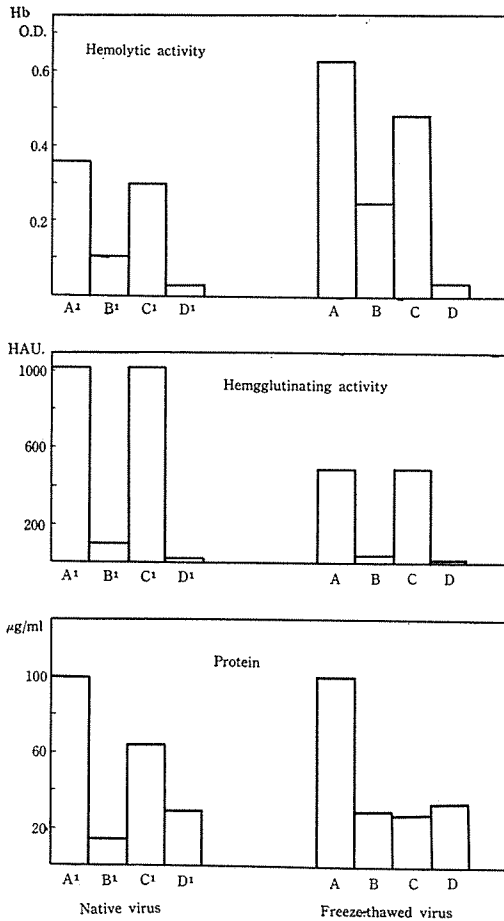 Hb
O.D.
Hemolytic activity
0.6
0.4
0.2
A¹ B¹ C¹ D¹ A B C D
HAU.
1000
Hemgglutinating activity
600
200
A¹ B¹ C¹ D¹ A B C D
μg/ml
Protein
100
60
20
A¹ B¹ C¹ D¹ A B C D
Native virus Freeze-thawed virus